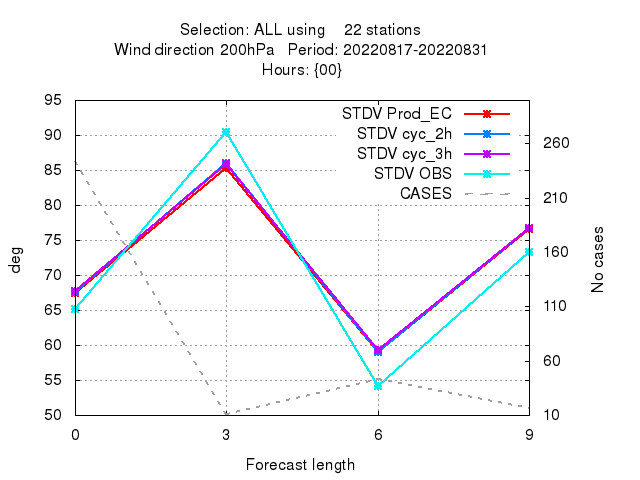 Selection: ALL using    22 stations
Wind direction 200hPa   Period: 20220817-20220831
Hours: {00}
STDV Prod_EC
STDV cyc_2h
STDV cyc_3h
STDV OBS
CASES
95
90
85
80
75
70
65
60
55
50
deg
260
210
160
110
60
10
No cases
0 3 6 9
Forecast length